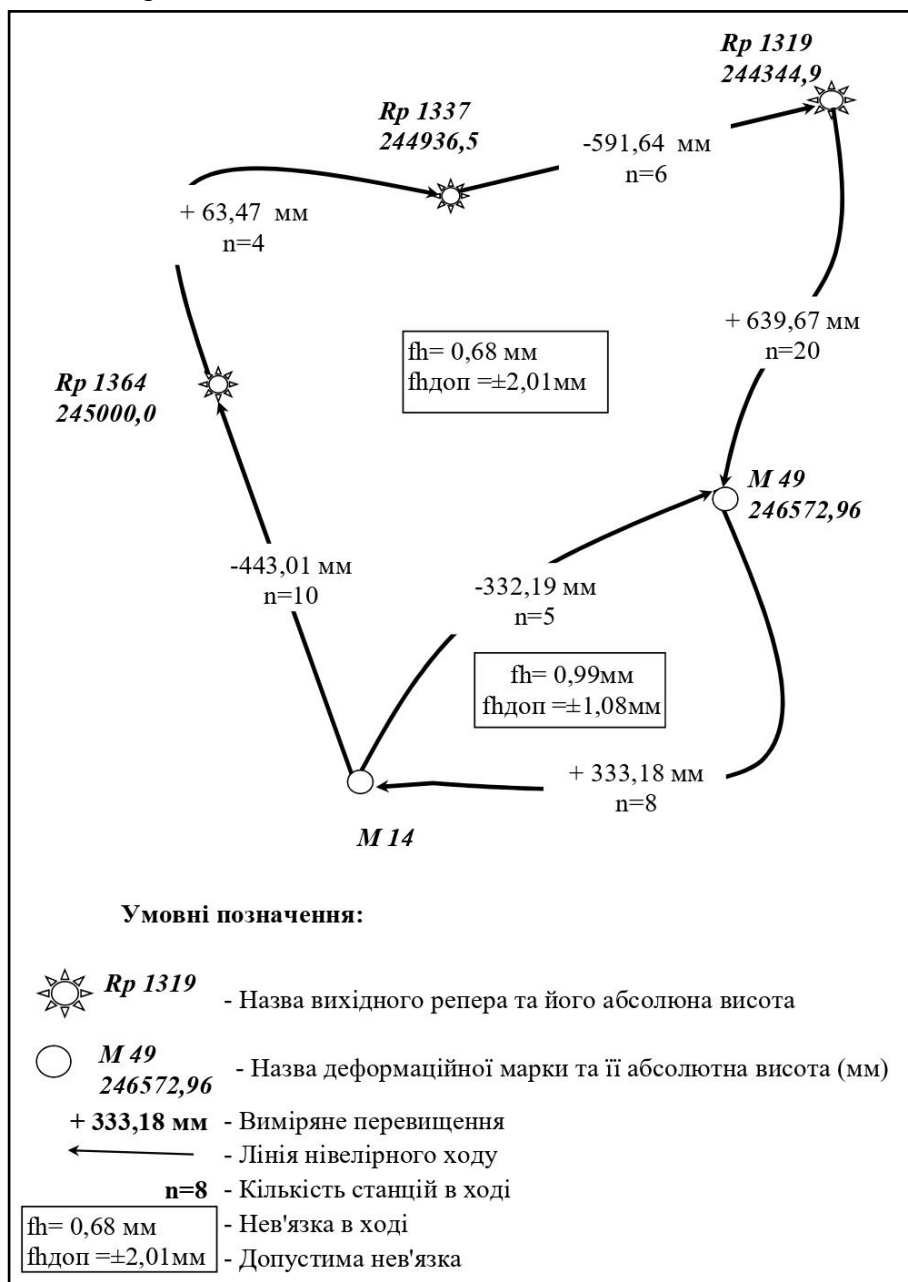 Rp 1319
244344,9
Rp 1337
244936,5
-591,64 мм
n=6
+ 63,47 мм
n=4
+ 639,67 мм
n=20
fh= 0,68 мм
fhдоп =±2,01мм
Rp 1364
245000,0
M 49
246572,96
-443,01 мм
n=10
-332,19 мм
n=5
fh= 0,99мм
fhдоп =±1,08мм
+ 333,18 мм
n=8
M 14
Умовні позначення:
Rp 1319 - Назва вихідного репера та його абсолюна висота
M 49
246572,96 - Назва деформаційної марки та її абсолютна висота (мм)
+ 333,18 мм - Виміряне перевищення
- Лінія нівелірного ходу
n=8 - Кількість станцій в ході
fh= 0,68 мм - Нев'язка в ході
fhдоп =±2,01мм - Допустима нев'язка